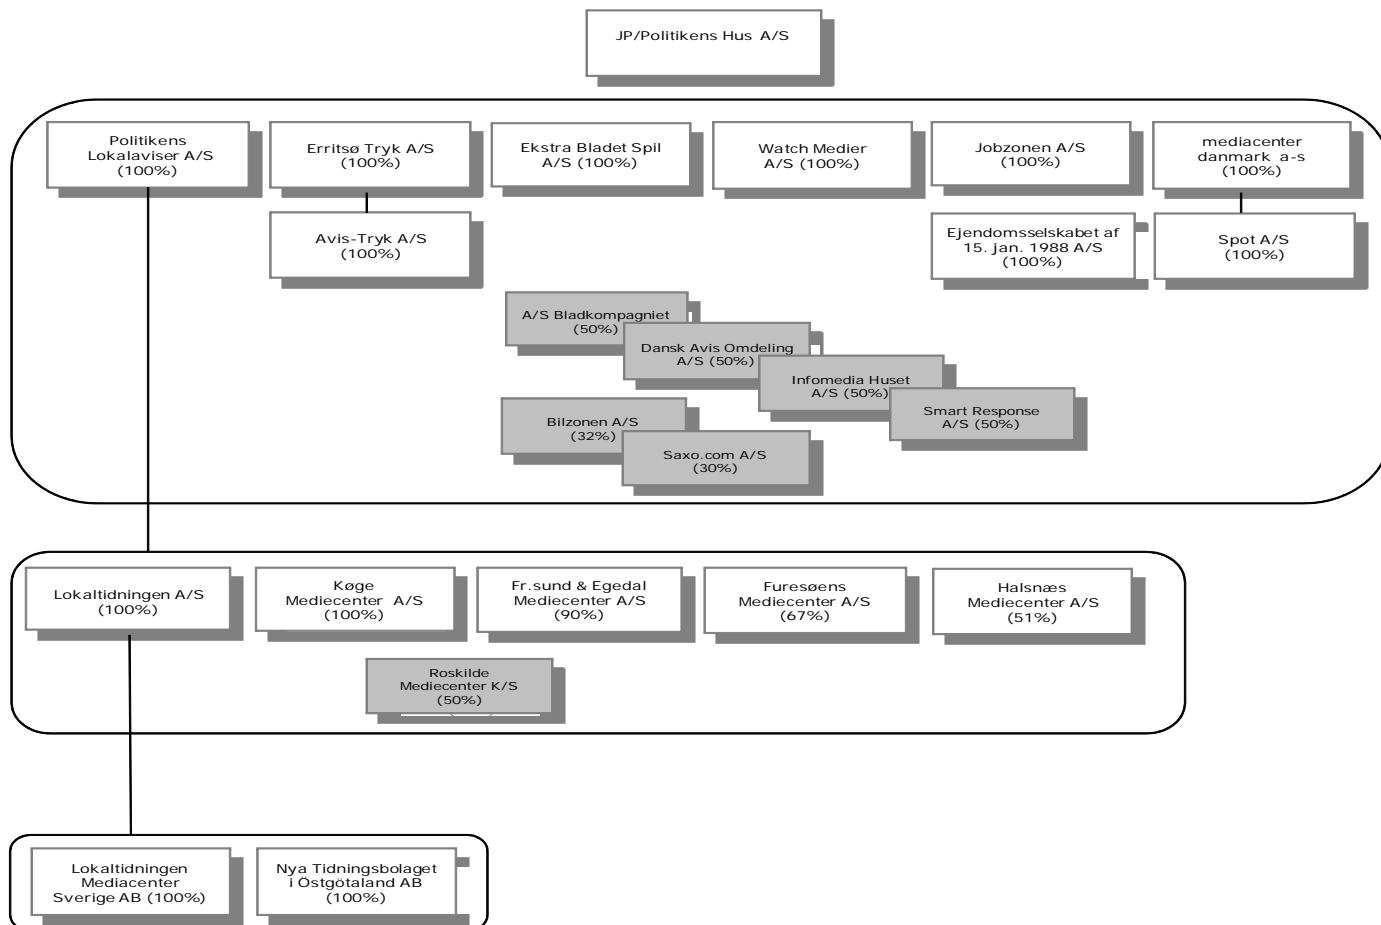 JP/Politikens Hus A/S
Politikens
Lokalaviser A/S
(100%)
Erritsø Tryk A/S
(100%)
Ekstra Bladet Spil
A/S (100%)
Watch Medier
A/S (100%)
Jobzonen A/S
(100%)
mediacenter
danmark a-s
(100%)
Avis-Tryk A/S
(100%)
Ejendomsselskabet af
15. jan. 1988 A/S
(100%)
Spot A/S
(100%)
A/S Bladkompagniet
(50%)
Dansk Avis Omdeling
A/S (50%)
Infomedia Huset
A/S (50%)
Smart Response
A/S (50%)
Bilzonen A/S
(32%)
Saxo.com A/S
(30%)
Lokaltidningen A/S
(100%)
Køge
Mediecenter A/S
(100%)
Fr.sund & Egedal
Mediecenter A/S
(90%)
Furesøens
Mediecenter A/S
(67%)
Halsnæs
Mediecenter A/S
(51%)
Roskilde
Mediecenter K/S
(50%)
Lokaltidningen
Mediacenter
Sverige AB (100%)
Nya Tidningsbolaget
i Östgötaland AB
(100%)